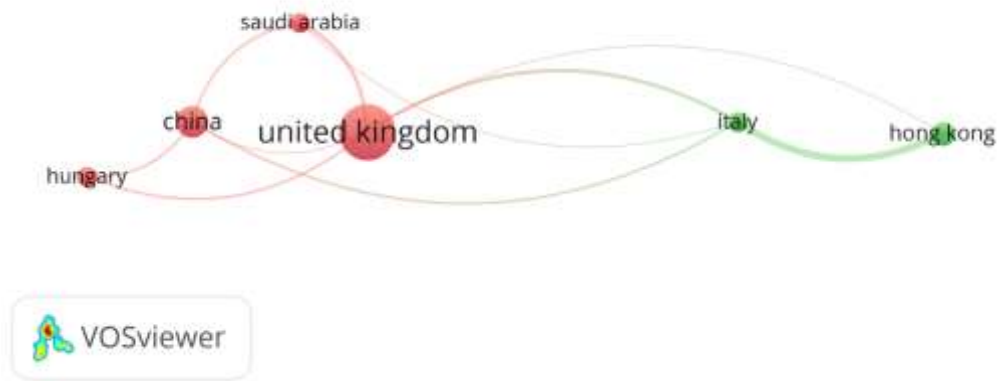 saudi arabia
china
united kingdom
italy
hong kong
hungary
VOSviewer